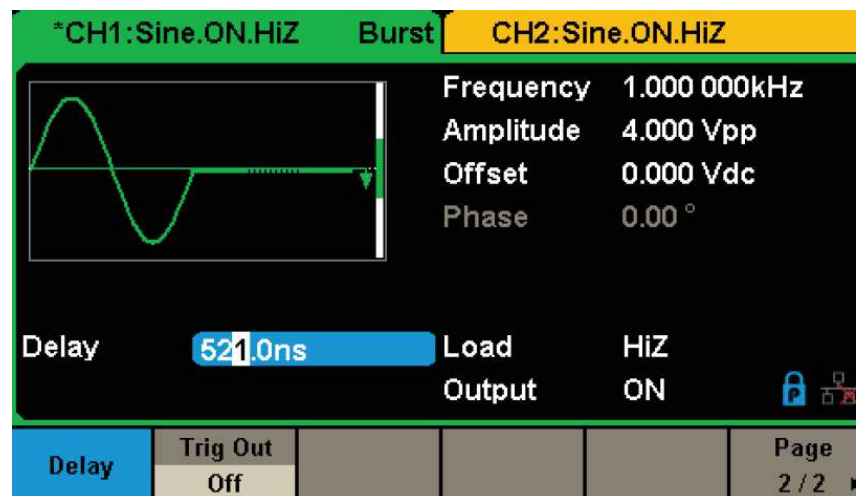 *CH1:Sine.ON.HiZ Burst CH2:Sine.ON.HiZ
Frequency 1.000 000kHz
Amplitude 4.000 Vpp
Offset 0.000 Vdc
Phase 0.00 °
Delay 521.0ns Load HiZ
Output ON P
Delay Trig Out Off Page 2 / 2